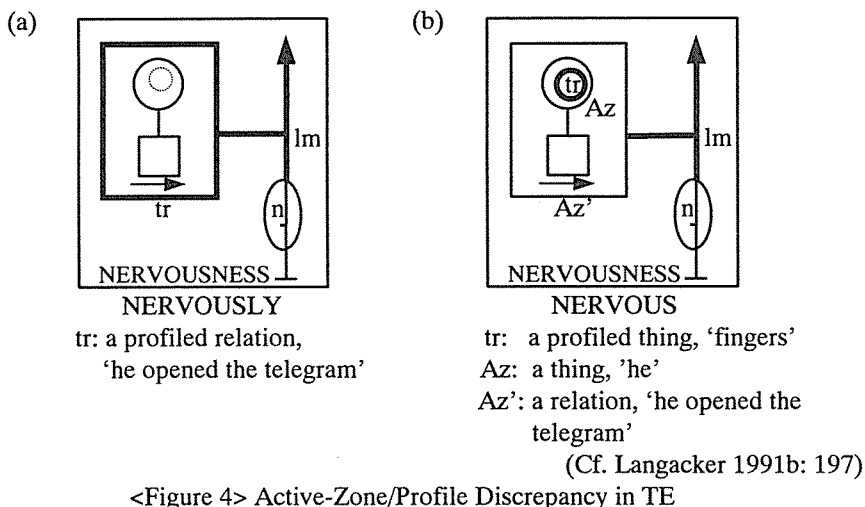 (a)
lm
n
tr
NERVOUSNESS
NERVOUSLY
tr: a profiled relation,
'he opened the telegram'
(b)
tr
Az
lm
n
Az'
NERVOUSNESS
NERVOUS
tr: a profiled thing, 'fingers'
Az: a thing, 'he'
Az': a relation, 'he opened the
telegram'
(Cf. Langacker 1991b: 197)
<Figure 4> Active-Zone/Profile Discrepancy in TE